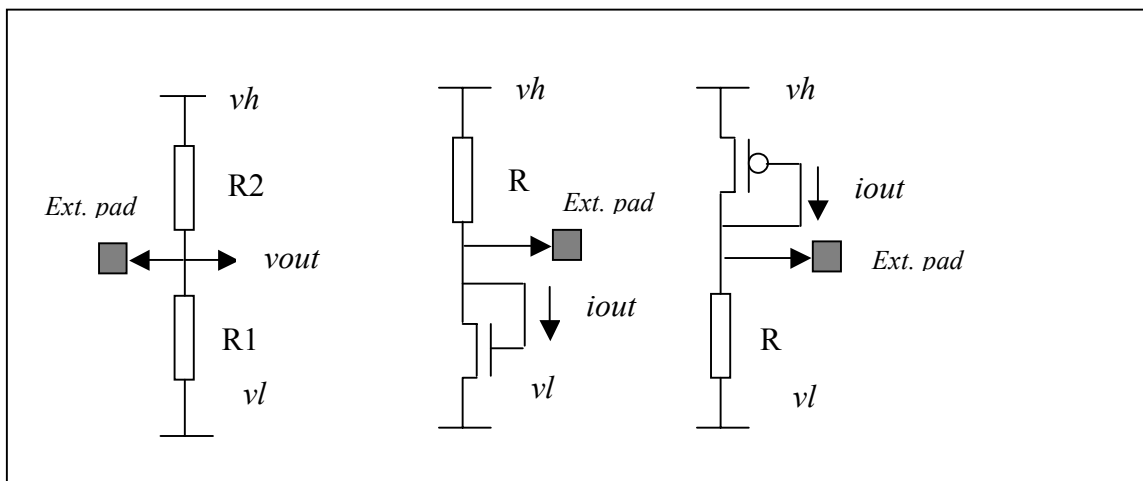 vh
R2
Ext. pad
vout
R1
vl
vh
R
Ext. pad
iout
vl
vh
iout
Ext. pad
R
vl